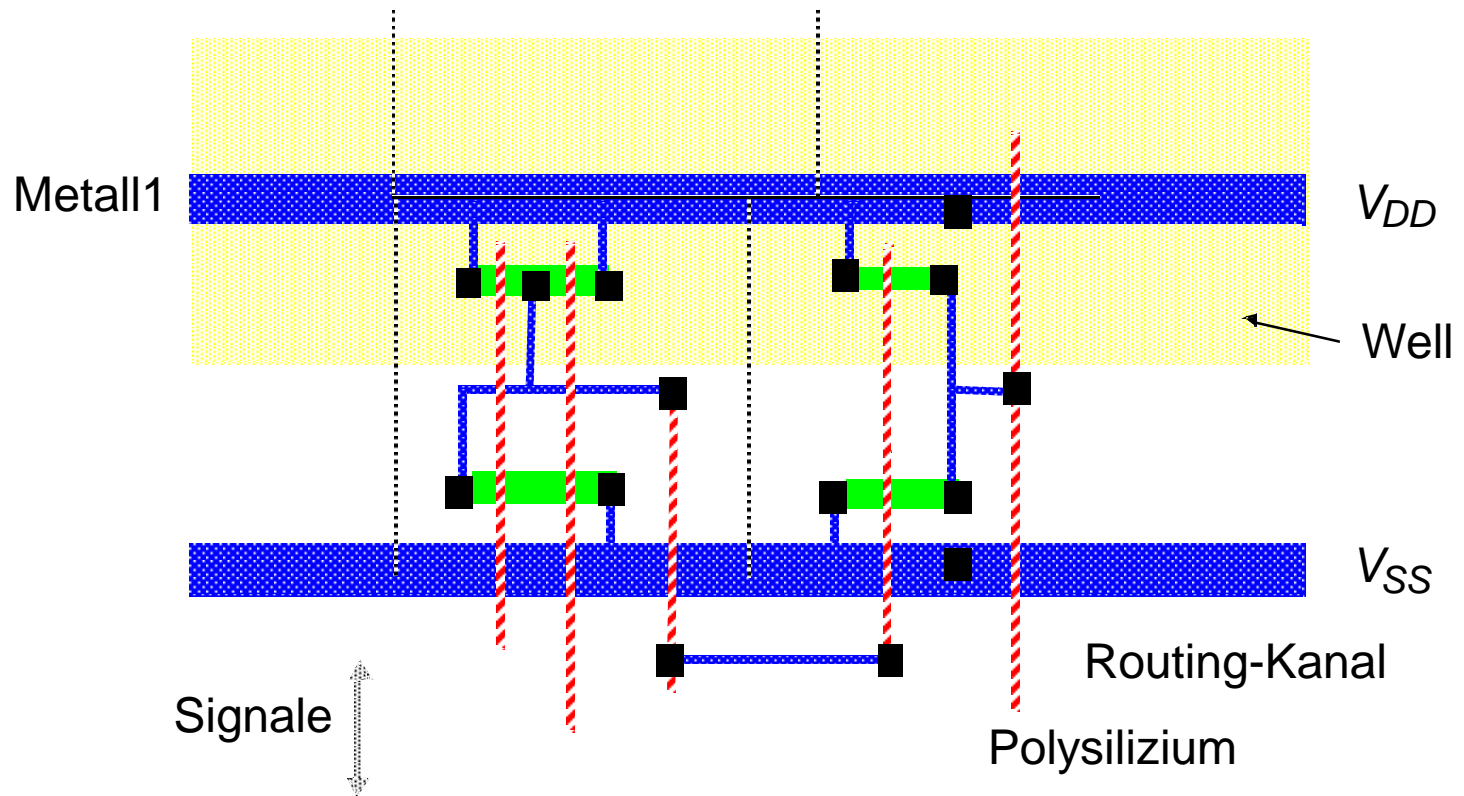 Metall1
V_DD
Well
V_SS
Routing-Kanal
Signale
Polysilizium